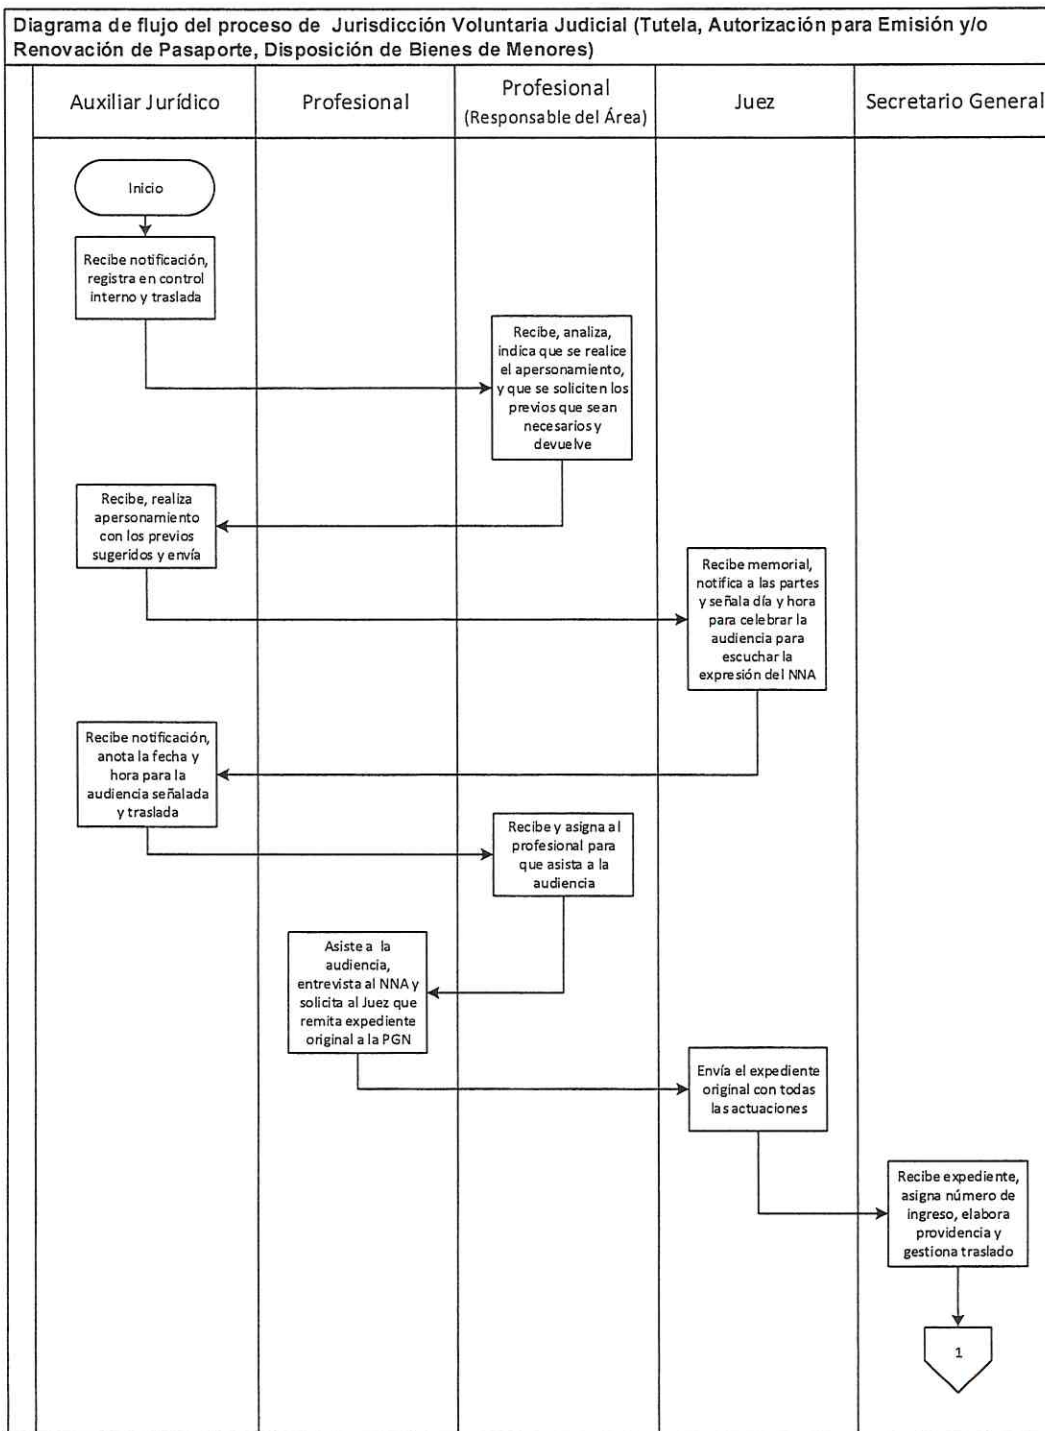 Diagrama de flujo del proceso de Jurisdicción Voluntaria Judicial (Tutela, Autorización para Emisión y/o
Renovación de Pasaporte, Disposición de Bienes de Menores)
Auxiliar Jurídico
Profesional
Profesional
(Responsable del Área)
Juez
Secretario General
Inicio
Recibe notificación,
registra en control
interno y traslada
Recibe, analiza,
indica que se realice
el apersonamiento,
y que se soliciten los
previos que sean
necesarios y
devuelve
Recibe, realiza
apersonamiento
con los previos
sugeridos y envía
Recibe memorial,
notifica a las partes
y señala día y hora
para celebrar la
audiencia para
escuchar la
expresión del NNA
Recibe notificación,
anota la fecha y
hora para la
audiencia señalada
y traslada
Recibe y asigna al
profesional para
que asista a la
audiencia
Asiste a la
audiencia,
entrevista al NNA y
solicita al Juez que
remita expediente
original a la PGN
Envía el expediente
original con todas
las actuaciones
Recibe expediente,
asigna número de
ingreso, elabora
providencia y
gestiona traslado
1